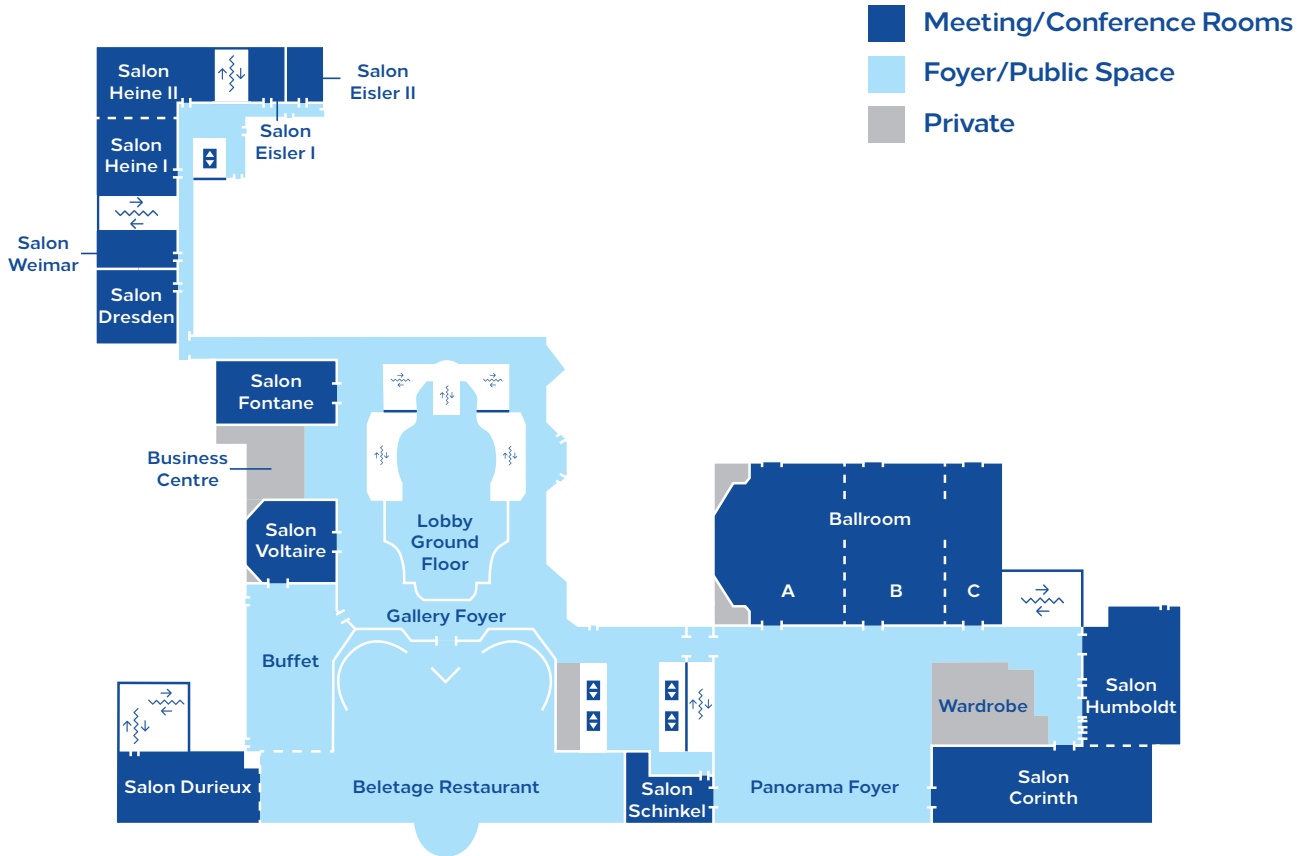 Meeting/Conference Rooms
Foyer/Public Space
Private
Salon
Heine II
Salon
Eisler II
Salon
Eisler I
Salon
Heine I
Salon
Weimar
Salon
Dresden
Salon
Fontane
Business
Centre
Salon
Voltaire
Lobby
Ground
Floor
Gallery Foyer
Buffet
Ballroom
A
B
C
Wardrobe
Salon
Humboldt
Salon Durieux
Beletage Restaurant
Salon
Schinkel
Panorama Foyer
Salon
Corinth